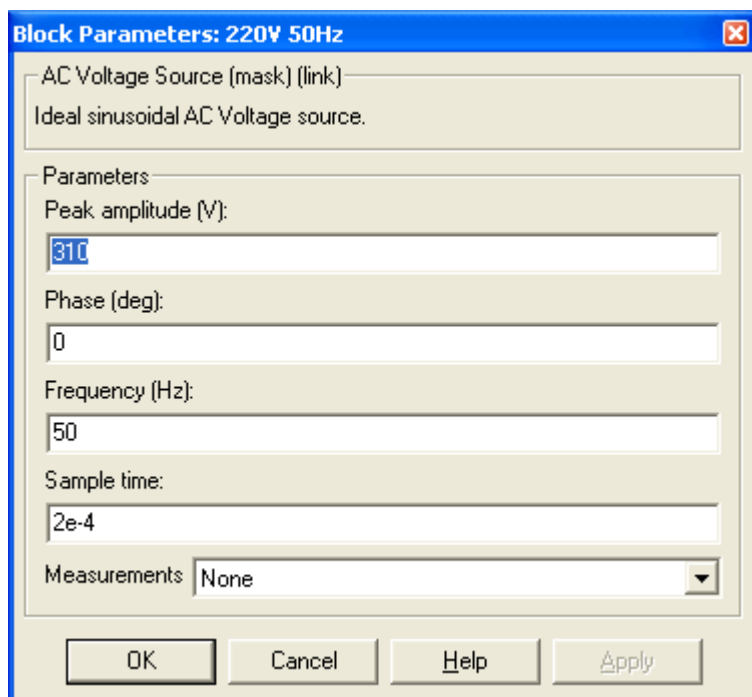 Block Parameters: 220V 50Hz
AC Voltage Source (mask) (link)
Ideal sinusoidal AC Voltage source.
Parameters
Peak amplitude (V):
310
Phase (deg):
0
Frequency (Hz):
50
Sample time:
2e-4
Measurements None
OK Cancel Help Apply